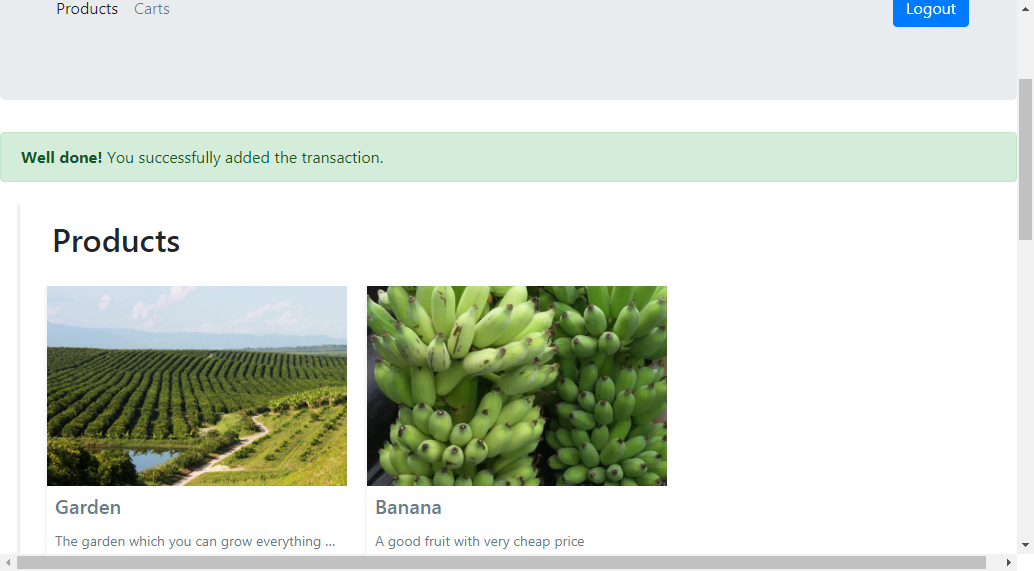 Products Carts Logout
Well done! You successfully added the transaction.
Products
Garden Banana
The garden which you can grow everything ... A good fruit with very cheap price